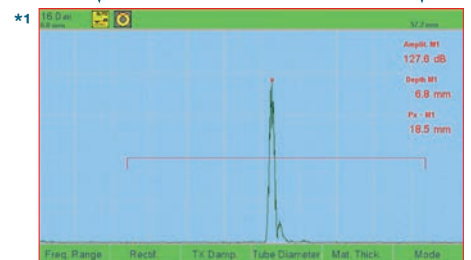 *1
16.0 dB
57.2 mm
Amplit. M1
127.6 dB
Depth M1
6.8 mm
Px - M1
18.5 mm
Freq. Range Rectif. TX Damp. Tube Diameter Mat. Thick. Mode